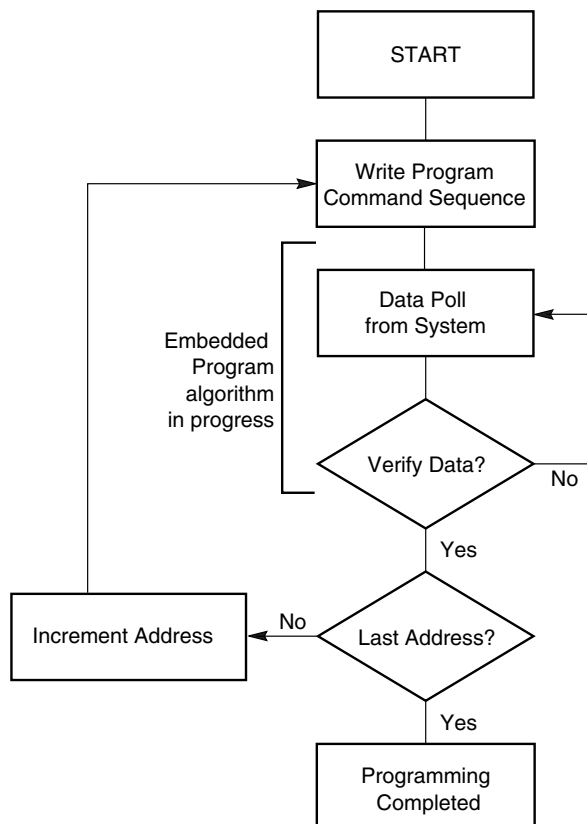 START
Write Program
Command Sequence
Data Poll
from System
Embedded
Program
algorithm
in progress
Verify Data?
No
Yes
Last Address?
No
Increment Address
Yes
Programming
Completed